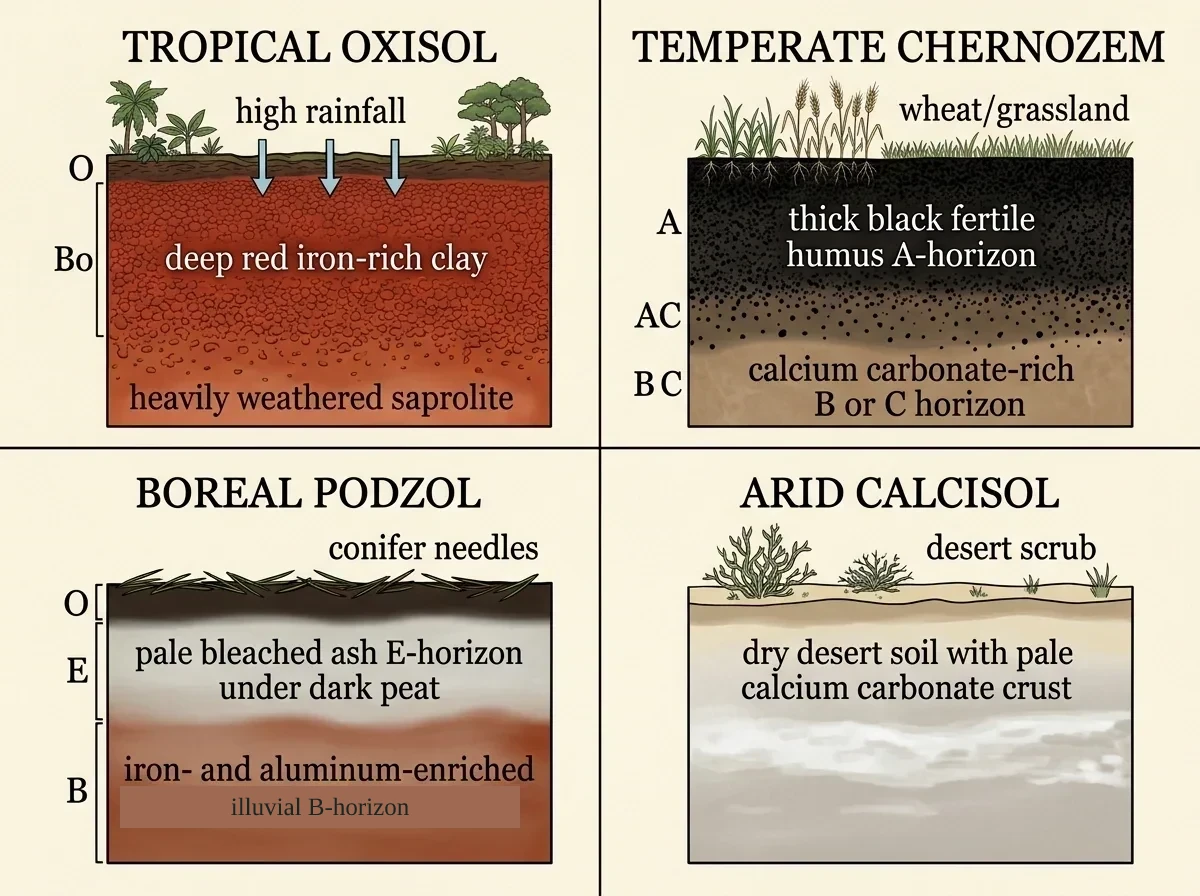 TROPICAL OXISOL
high rainfall
O
Bo
deep red iron-rich clay
heavily weathered saprolite
TEMPERATE CHERNOZEM
wheat/grassland
A
thick black fertile
humus A-horizon
AC
B C
calcium carbonate-rich
B or C horizon
BOREAL PODZOL
conifer needles
O
E
pale bleached ash E-horizon
under dark peat
B
iron- and aluminum-enriched
illuvial B-horizon
ARID CALCISOL
desert scrub
dry desert soil with pale
calcium carbonate crust